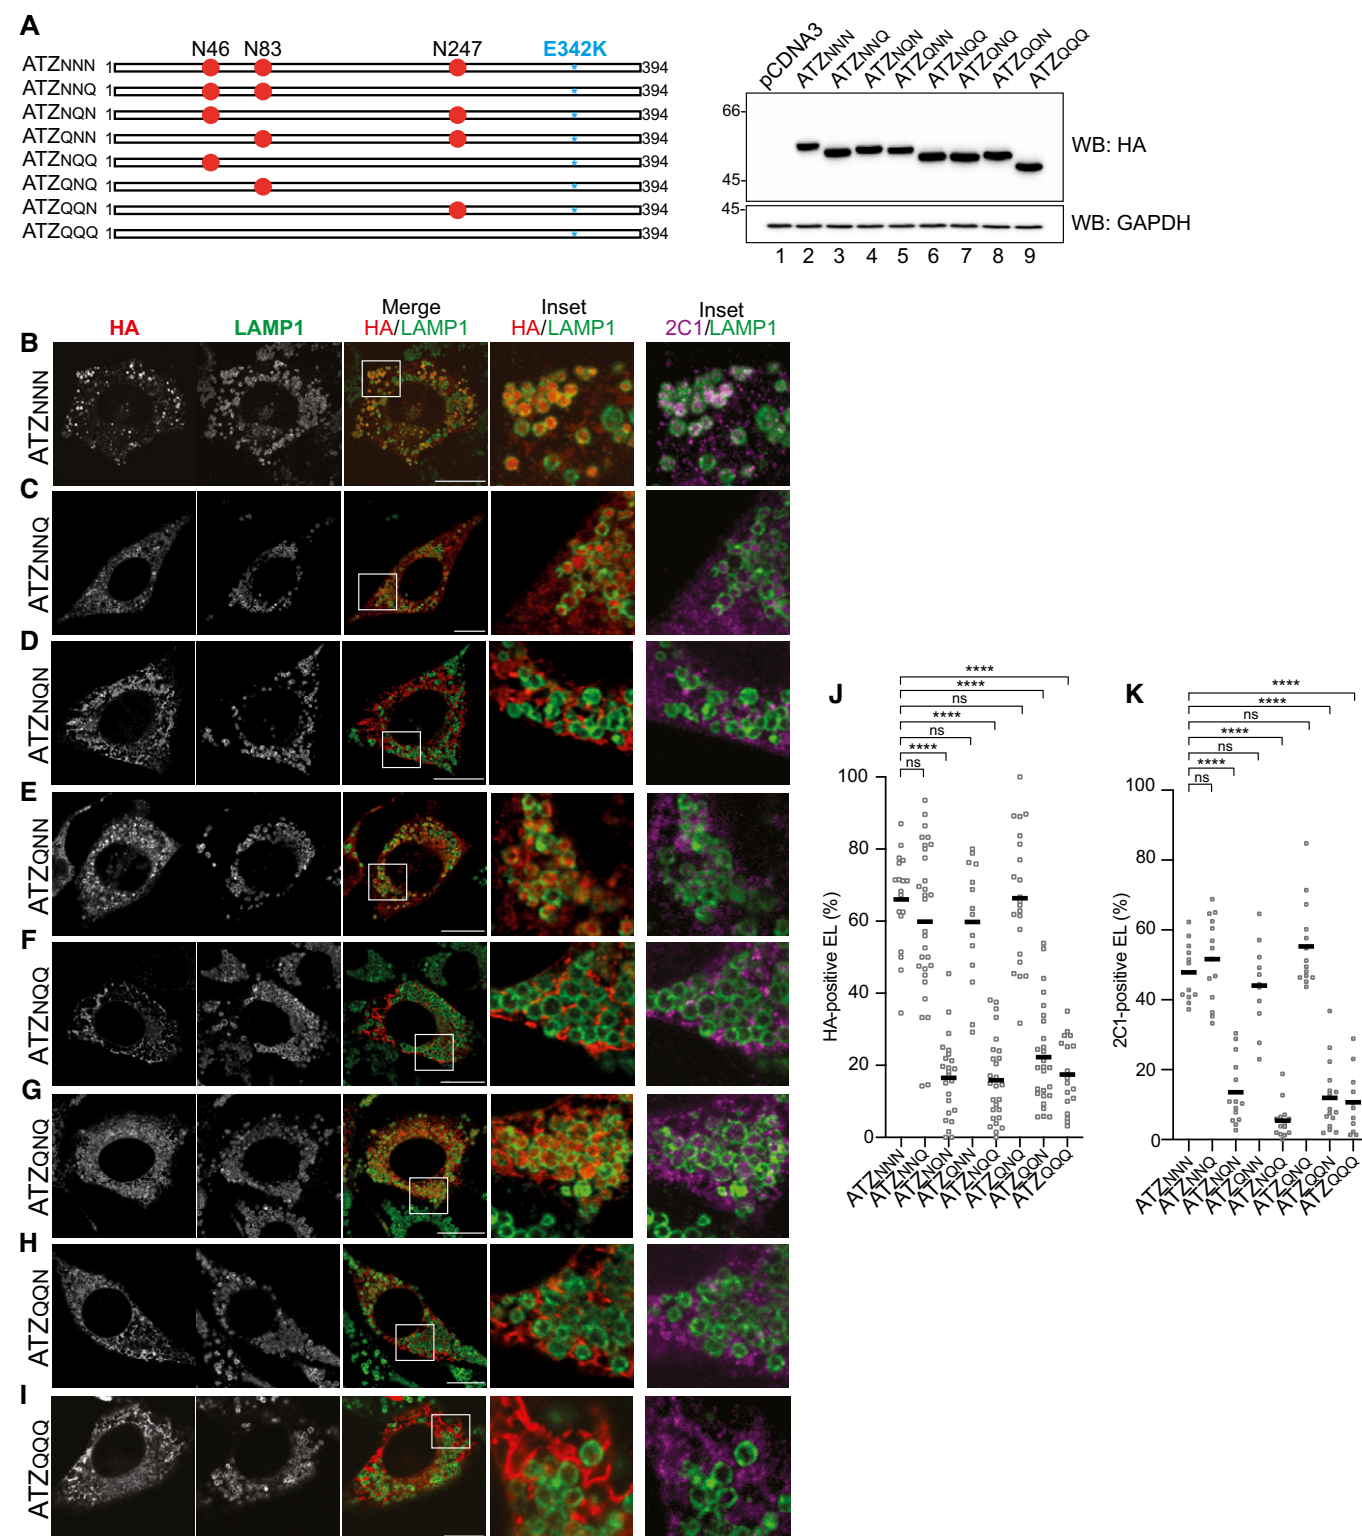 A
N46 N83 N247 E342K
ATZNNN 1 * 394
ATZNNQ 1 * 394
ATZNQN 1 * 394
ATZQNN 1 * 394
ATZNQQ 1 * 394
ATZQNQ 1 * 394
ATZQQN 1 * 394
ATZQQQ 1 * 394
pCDNA3 ATZNNN ATZNNQ ATZNQN ATZQNN ATZNQQ ATZQNQ ATZQQN ATZQQQ
66-
45-
WB: HA
45-
WB: GAPDH
1 2 3 4 5 6 7 8 9
HA LAMP1 Merge HA/LAMP1 Inset HA/LAMP1 Inset 2C1/LAMP1
B
ATZNNN
C
ATZNNQ
D
ATZNQN
E
ATZQNN
F
ATZNQQ
G
ATZQNQ
H
ATZQQN
I
ATZQQQ
J
****
****
ns
****
ns
****
ns
HA-positive EL (%)
100
80
60
40
20
0
ATZNNN ATZNNQ ATZNQN ATZQNN ATZNQQ ATZQNQ ATZQQN ATZQQQ
K
****
****
ns
****
ns
****
ns
2C1-positive EL (%)
100
80
60
40
20
0
ATZNNN ATZNNQ ATZNQN ATZQNN ATZNQQ ATZQNQ ATZQQN ATZQQQ